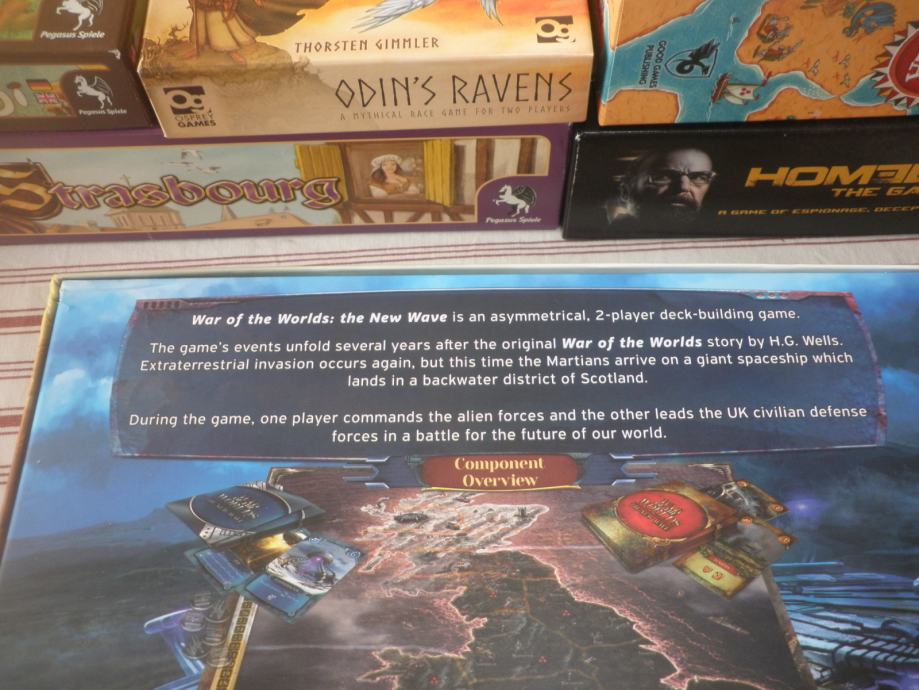 Pegasus Spiele
Pegasus Spiele
THORSTEN GIMMLER
ODIN'S RAVENS
A MYTHICAL RACE GAME FOR TWO PLAYERS
OSPREY
GAMES
GOOD GAMES
PUBLISHING
Strasbourg
Pegasus Spiele
THE GA
A GAME OF ESPIONAGE, DECEP
War of the Worlds: the New Wave is an asymmetrical, 2-player deck-building game.
The game's events unfold several years after the original War of the Worlds story by H.G. Wells.
Extraterrestrial invasion occurs again, but this time the Martians arrive on a giant spaceship which
lands in a backwater district of Scotland.
During the game, one player commands the alien forces and the other leads the UK civilian defense
forces in a battle for the future of our world.
Component
Overview